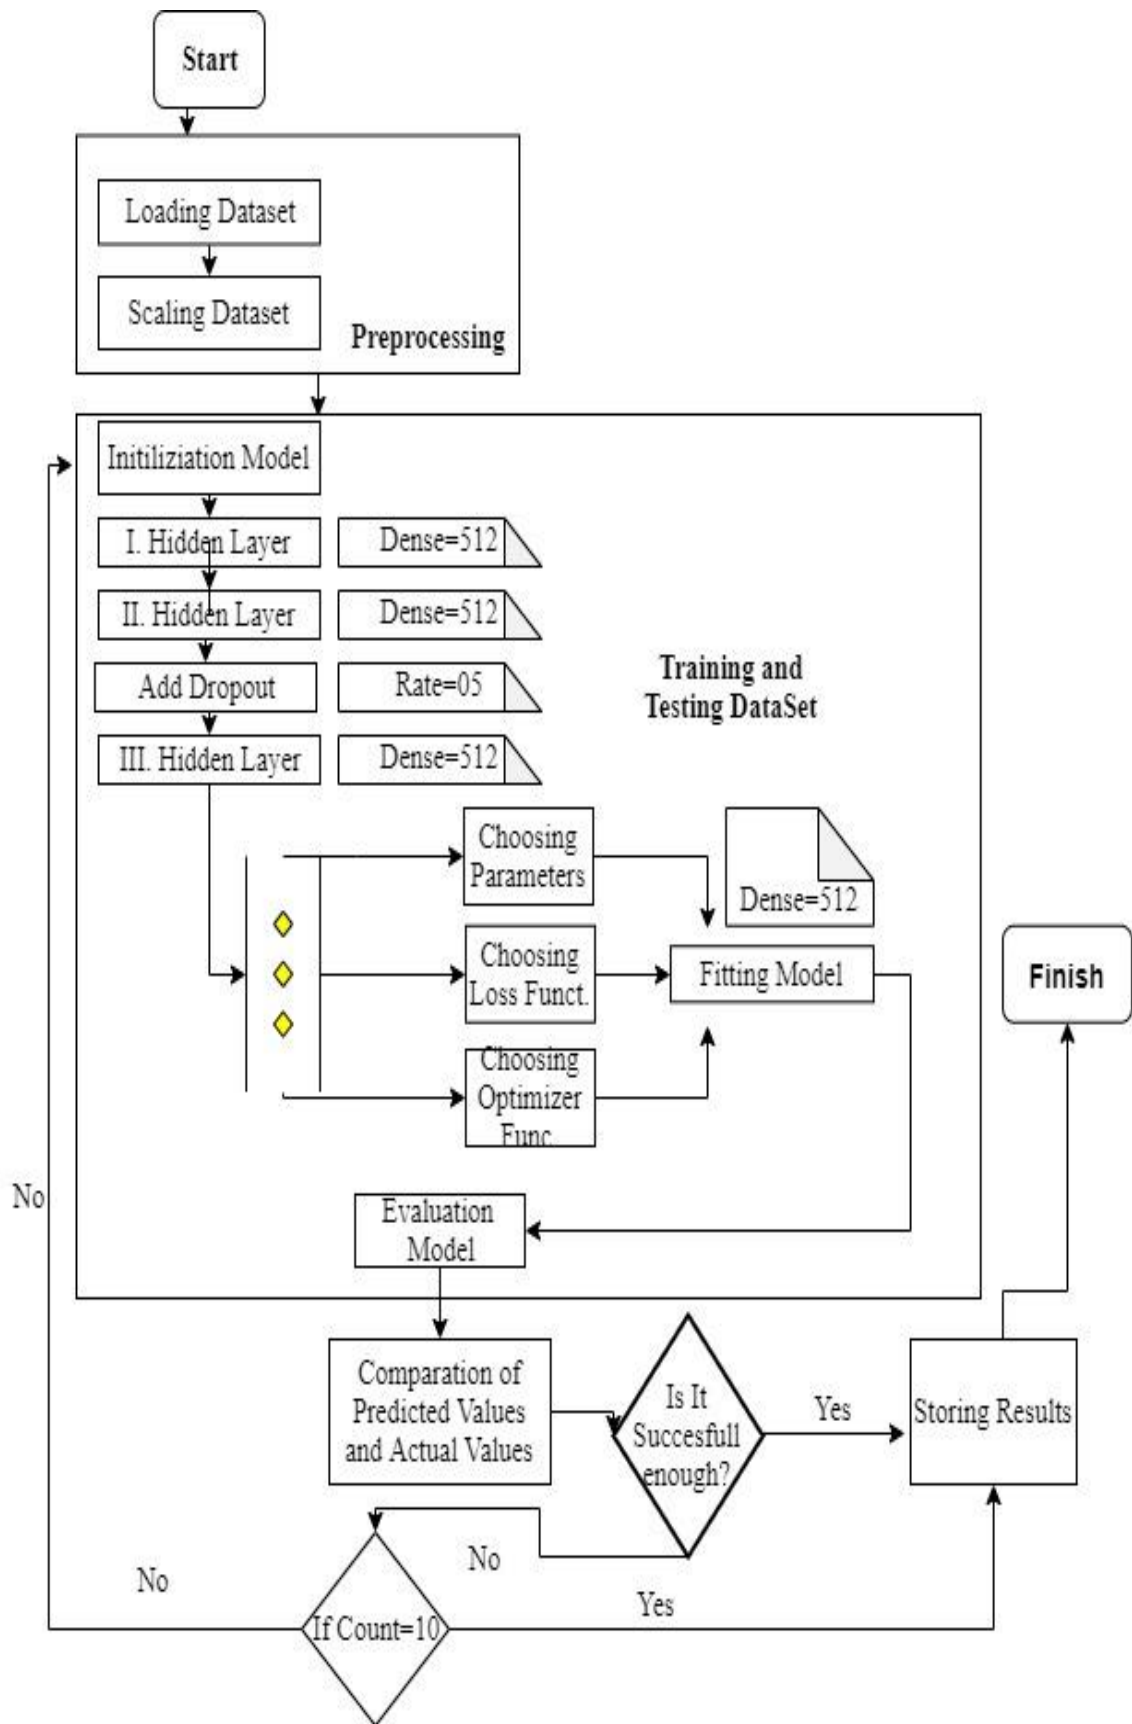 Start
Loading Dataset
Scaling Dataset
Preprocessing
Initiliziation Model
I. Hidden Layer
Dense=512
II. Hidden Layer
Dense=512
Add Dropout
Rate=05
III. Hidden Layer
Dense=512
Training and
Testing DataSet
Choosing
Parameters
Dense=512
Choosing
Loss Funct.
Fitting Model
Finish
Choosing
Optimizer
Func.
No
Evaluation
Model
Comparation of
Predicted Values
and Actual Values
Is It
Succesfull
enough?
Yes
Storing Results
No
No
If Count=10
Yes